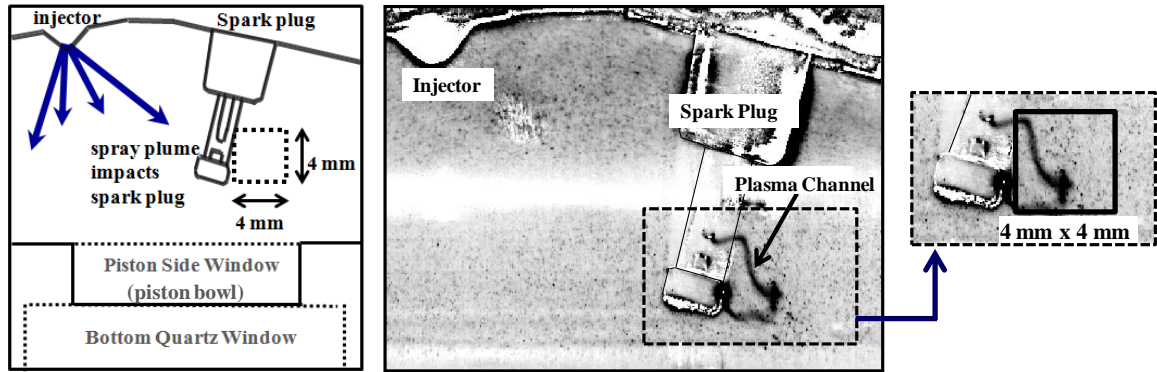 injector
Spark plug
spray plume
impacts
spark plug
4 mm
4 mm
Piston Side Window
(piston bowl)
Bottom Quartz Window
Injector
Spark Plug
Plasma Channel
4 mm x 4 mm